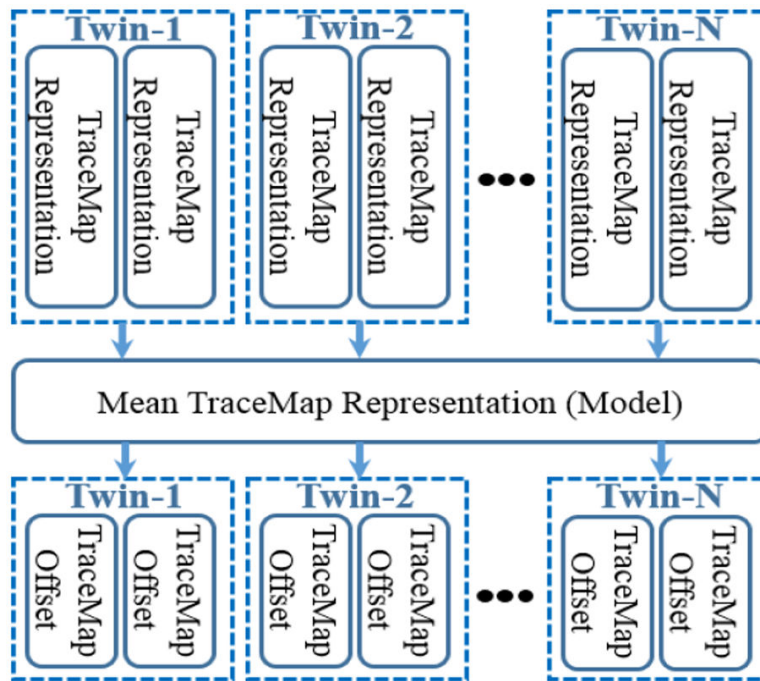 Twin-1
TraceMap
Representation
TraceMap
Representation
Twin-2
TraceMap
Representation
TraceMap
Representation
Twin-N
TraceMap
Representation
TraceMap
Representation
Mean TraceMap Representation (Model)
Twin-1
TraceMap
Offset
TraceMap
Offset
Twin-2
TraceMap
Offset
TraceMap
Offset
Twin-N
TraceMap
Offset
TraceMap
Offset